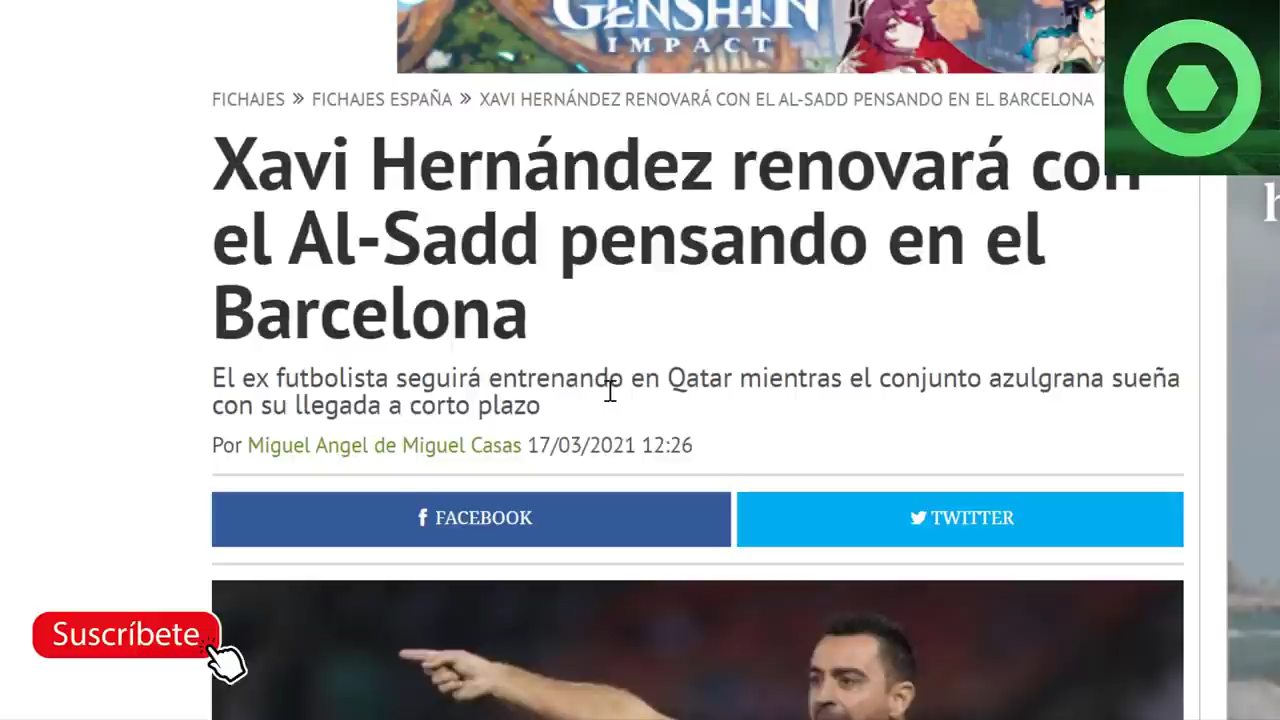 GENSHIN
IMPACT
FICHAJES » FICHAJES ESPAÑA » XAVI HERNÁNDEZ RENOVARÁ CON EL AL-SADD PENSANDO EN EL BARCELONA
Xavi Hernández renovará con
el Al-Sadd pensando en el
Barcelona
El ex futbolista seguirá entrenando en Qatar mientras el conjunto azulgrana sueña
con su llegada a corto plazo
Por Miguel Angel de Miguel Casas 17/03/2021 12:26
FACEBOOK
TWITTER
Suscríbete